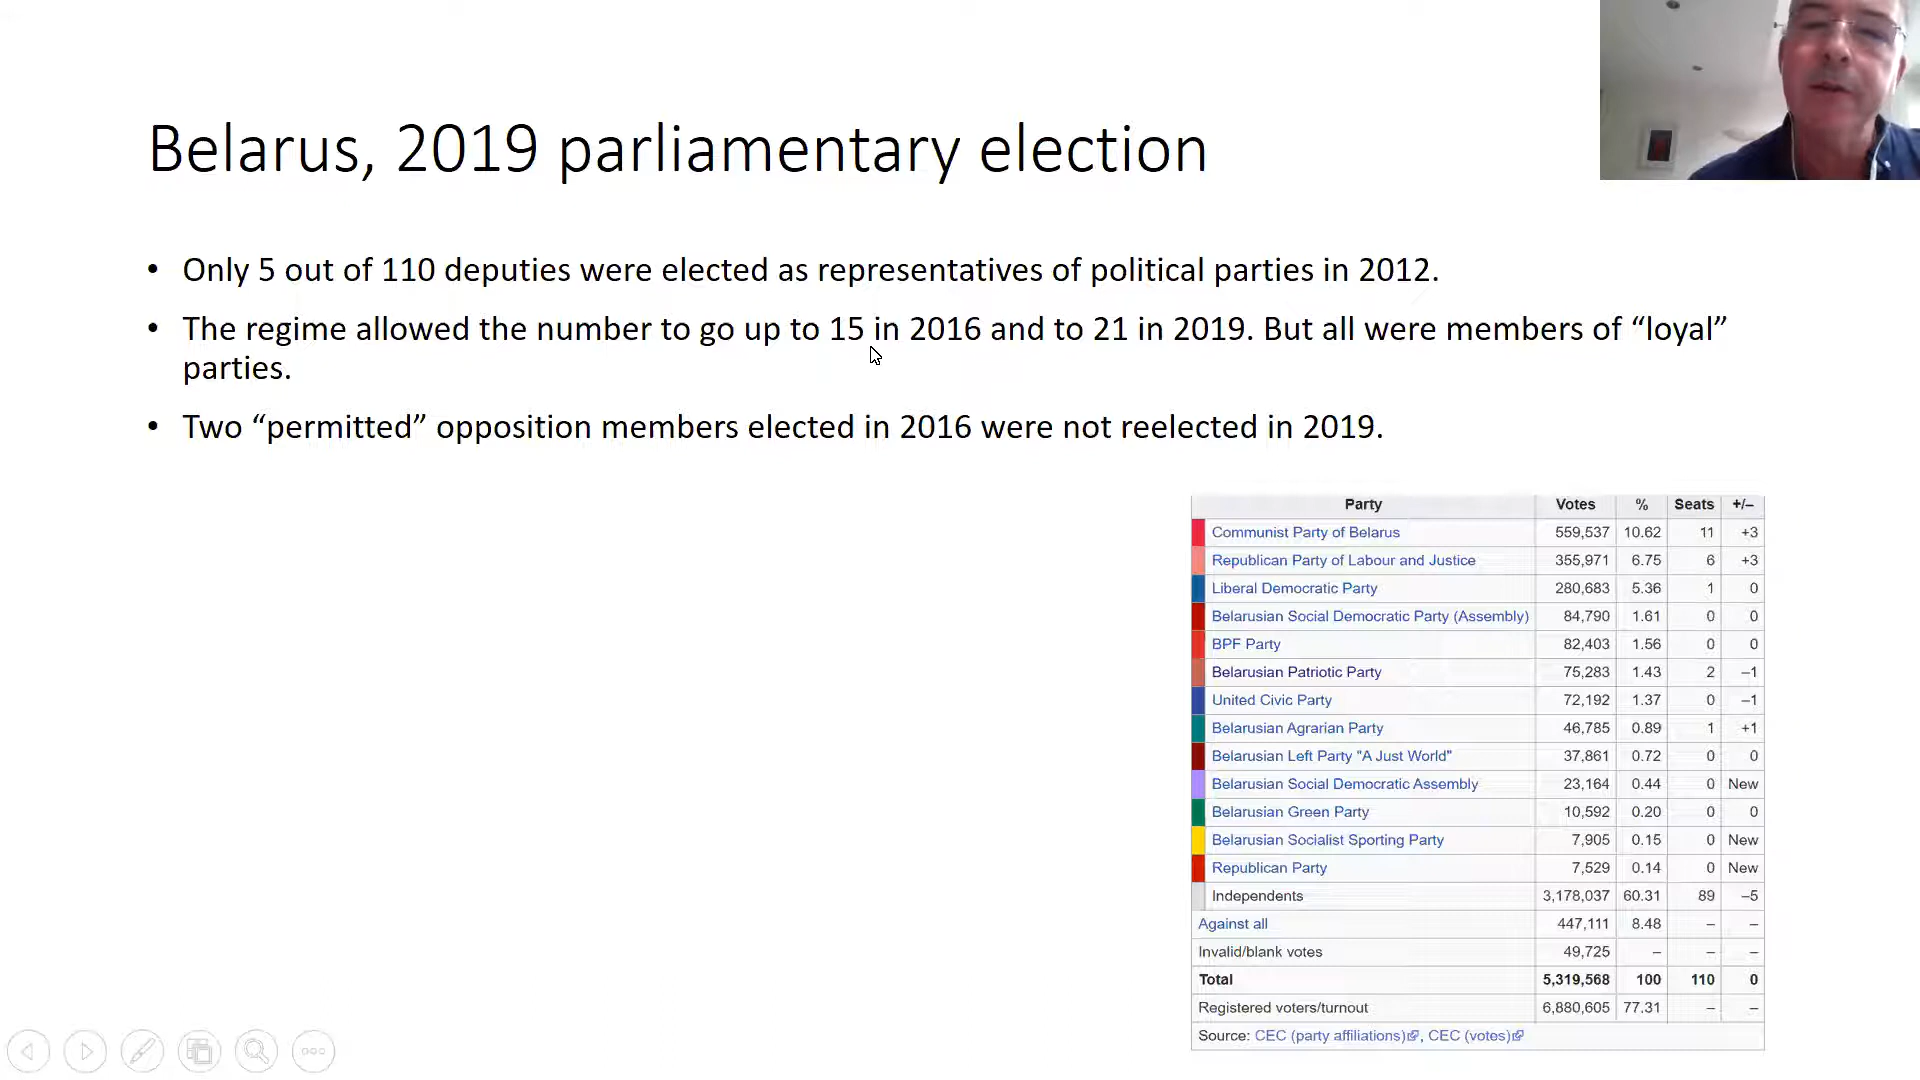 Belarus, 2019 parliamentary election
• Only 5 out of 110 deputies were elected as representatives of political parties in 2012.
• The regime allowed the number to go up to 15 in 2016 and to 21 in 2019. But all were members of “loyal”
parties.
• Two “permitted” opposition members elected in 2016 were not reelected in 2019.
Party Votes % Seats +/–
Communist Party of Belarus 559,537 10.62 11 +3
Republican Party of Labour and Justice 355,971 6.75 6 +3
Liberal Democratic Party 280,683 5.36 1 0
Belarusian Social Democratic Party (Assembly) 84,790 1.61 0 0
BPF Party 82,403 1.56 0 0
Belarusian Patriotic Party 75,283 1.43 2 –1
United Civic Party 72,192 1.37 0 –1
Belarusian Agrarian Party 46,785 0.89 1 +1
Belarusian Left Party "A Just World" 37,861 0.72 0 0
Belarusian Social Democratic Assembly 23,164 0.44 0 New
Belarusian Green Party 10,592 0.20 0 0
Belarusian Socialist Sporting Party 7,905 0.15 0 New
Republican Party 7,529 0.14 0 New
Independents 3,178,037 60.31 89 –5
Against all 447,111 8.48 – –
Invalid/blank votes 49,725 – – –
Total 5,319,568 100 110 0
Registered voters/turnout 6,880,605 77.31 – –
Source: CEC (party affiliations), CEC (votes)